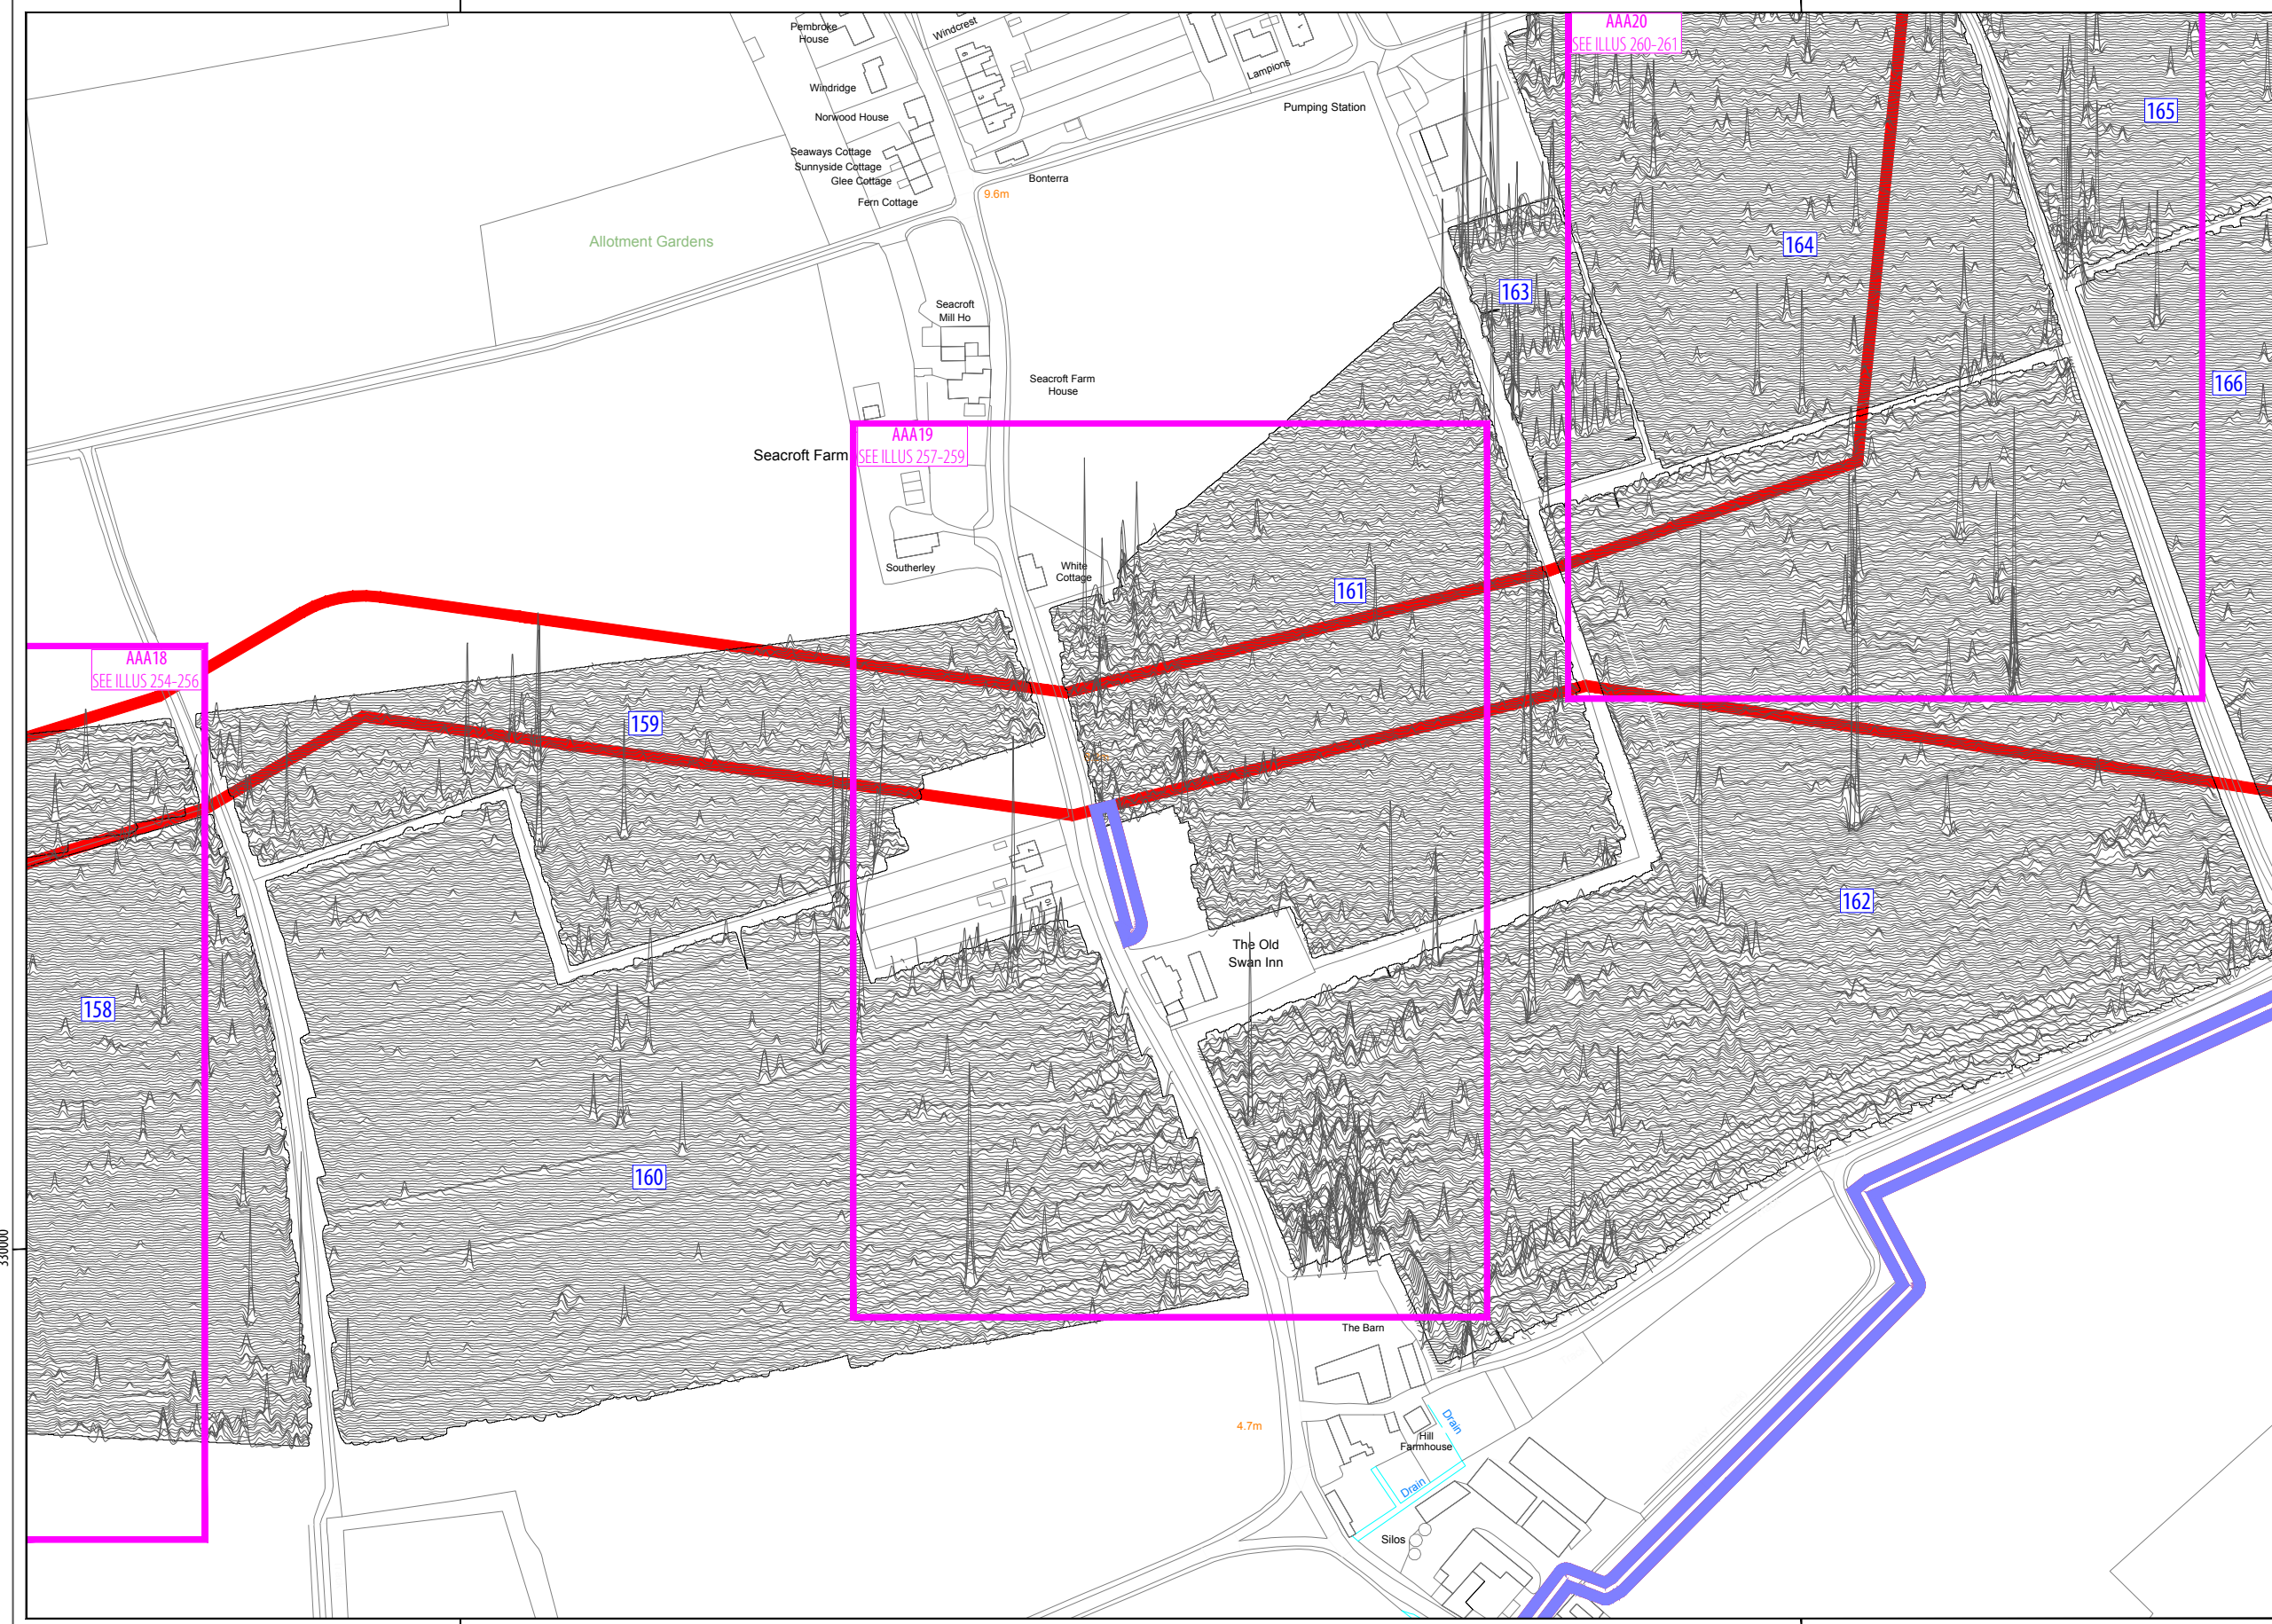 Pembroke
House
Windcrest
Windridge
Lampions
Norwood House
Pumping Station
Seaways Cottage
Sunnyside Cottage
Glee Cottage
Fern Cottage
Bonterra
9.6m
Allotment Gardens
Seacroft
Mill Ho
Seacroft Farm
House
Seacroft Farm
AAA19
SEE ILLUS 257-259
Southerley
White
Cottage
AAA20
SEE ILLUS 260-261
165
164
163
166
161
AAA18
SEE ILLUS 254-256
159
The Old
Swan Inn
162
158
160
330000
The Barn
4.7m
Drain
Hill
Farmhouse
Drain
Silos